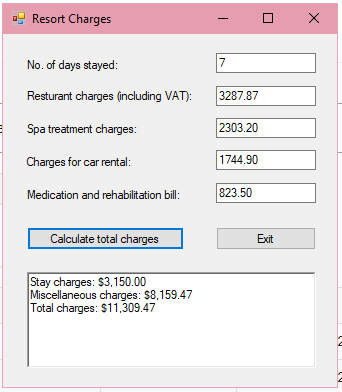 Resort Charges
No. of days stayed: 7
Resturant charges (including VAT): 3287.87
Spa treatment charges: 2303.20
Charges for car rental: 1744.90
Medication and rehabilitation bill: 823.50
Calculate total charges Exit
Stay charges: $3,150.00
Miscellaneous charges: $8,159.47
Total charges: $11,309.47